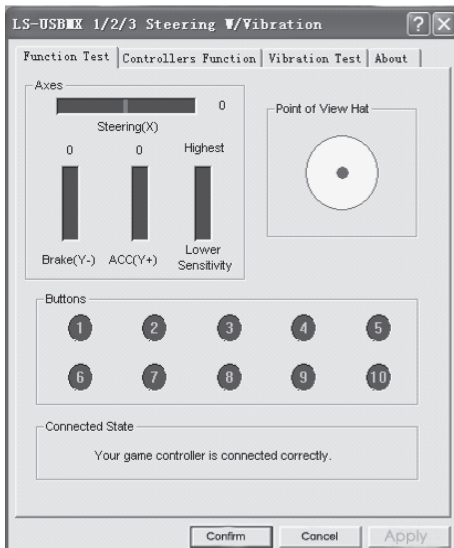 LS-USBMX 1/2/3 Steering W/Vibration
Function Test Controllers Function Vibration Test About
Axes
0
Steering(X)
Point of View Hat
0 0 Highest
Brake(Y-) ACC(Y+) Lower
Sensitivity
Buttons
1 2 3 4 5
6 7 8 9 10
Connected State
Your game controller is connected correctly.
Confirm Cancel Apply